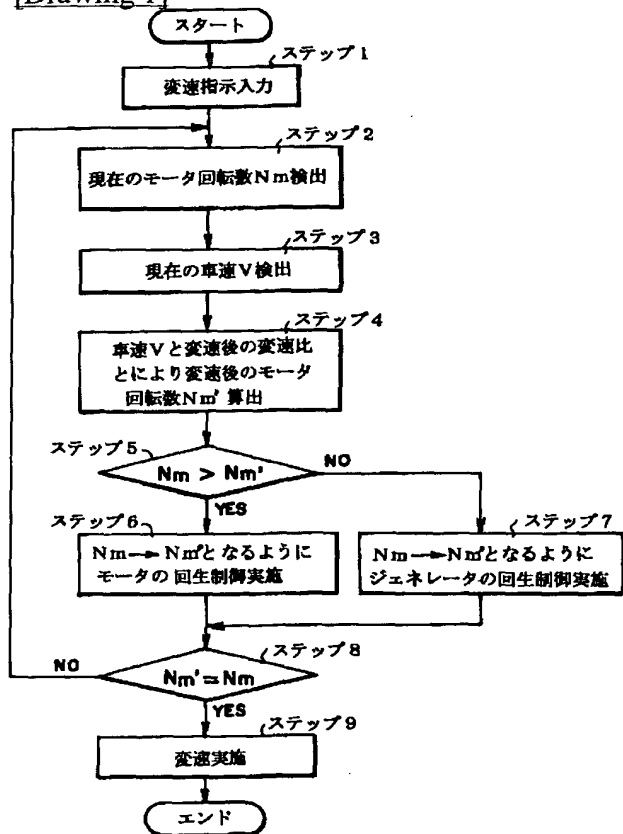 スタート
ステップ1
変速指示入力
ステップ2
現在のモータ回転数Nm検出
ステップ3
現在の車速V検出
ステップ4
車速Vと変速後の変速比
とにより変速後のモータ
回転数Nm' 算出
ステップ5
Nm > Nm'
NO
YES
ステップ6
Nm→Nm'となるように
モータの回生制御実施
ステップ7
Nm→Nm'となるように
ジェネレータの回生制御実施
ステップ8
Nm'=Nm
NO
YES
ステップ9
変速実施
エンド